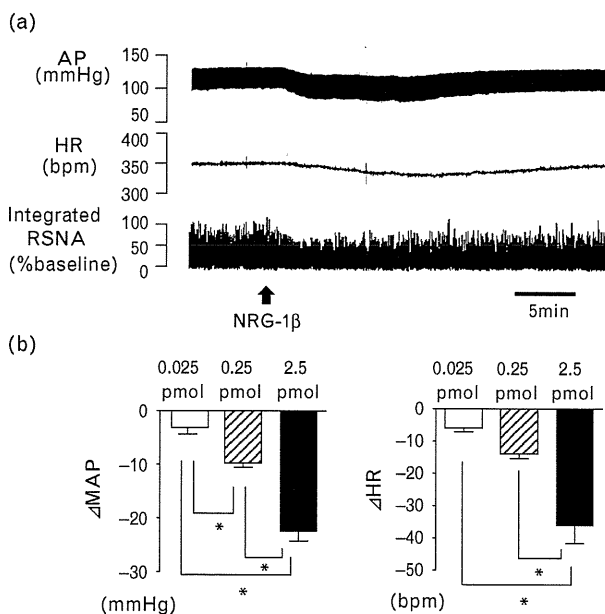 (a)
AP
(mmHg)
150
100
50
HR
(bpm)
400
350
300
Integrated
RSNA
(%baseline)
100
50
0
NRG-1β
5min
(b)
0.025 0.25 2.5
pmol pmol pmol
0
−10
−20
−30
⊿MAP
(mmHg)
*
*
*
0.025 0.25 2.5
pmol pmol pmol
0
−10
−20
−30
−40
−50
⊿HR
(bpm)
*
*